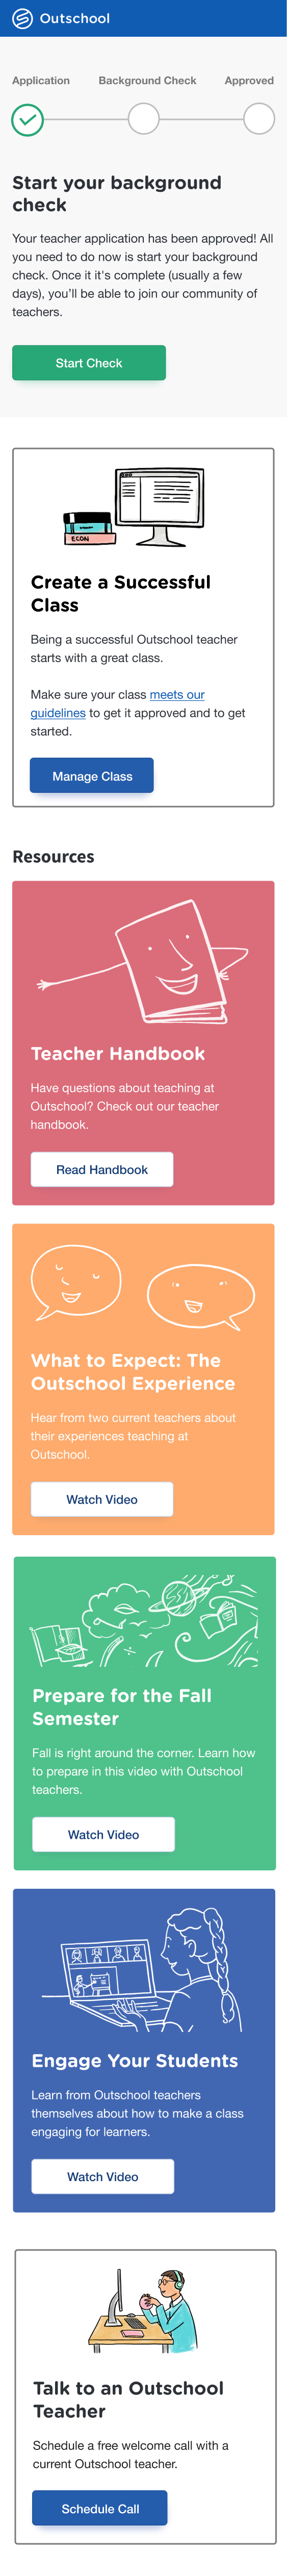 Outschool
Application Background Check Approved
Start your background
check
Your teacher application has been approved! All
you need to do now is start your background
check. Once it it's complete (usually a few
days), you'll be able to join our community of
teachers.
Start Check
ECON
Create a Successful
Class
Being a successful Outschool teacher
starts with a great class.
Make sure your class meets our
guidelines to get it approved and to get
started.
Manage Class
Resources
Teacher Handbook
Have questions about teaching at
Outschool? Check out our teacher
handbook.
Read Handbook
What to Expect: The
Outschool Experience
Hear from two current teachers about
their experiences teaching at
Outschool.
Watch Video
Prepare for the Fall
Semester
Fall is right around the corner. Learn how
to prepare in this video with Outschool
teachers.
Watch Video
Engage Your Students
Learn from Outschool teachers
themselves about how to make a class
engaging for learners.
Watch Video
Talk to an Outschool
Teacher
Schedule a free welcome call with a
current Outschool teacher.
Schedule Call